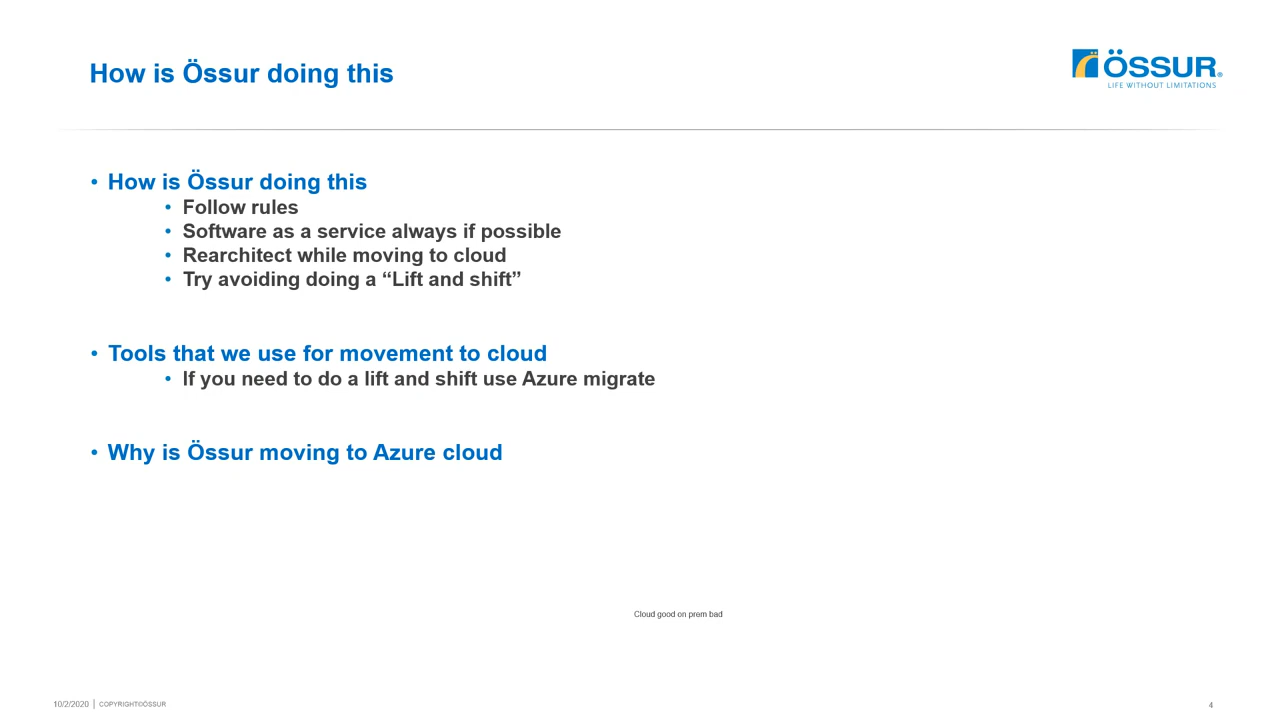 How is Össur doing this
ÖSSUR®
LIFE WITHOUT LIMITATIONS
• How is Össur doing this
• Follow rules
• Software as a service always if possible
• Rearchitect while moving to cloud
• Try avoiding doing a “Lift and shift”
• Tools that we use for movement to cloud
• If you need to do a lift and shift use Azure migrate
• Why is Össur moving to Azure cloud
Cloud good on prem bad
10/2/2020 | COPYRIGHT©ÖSSUR
4